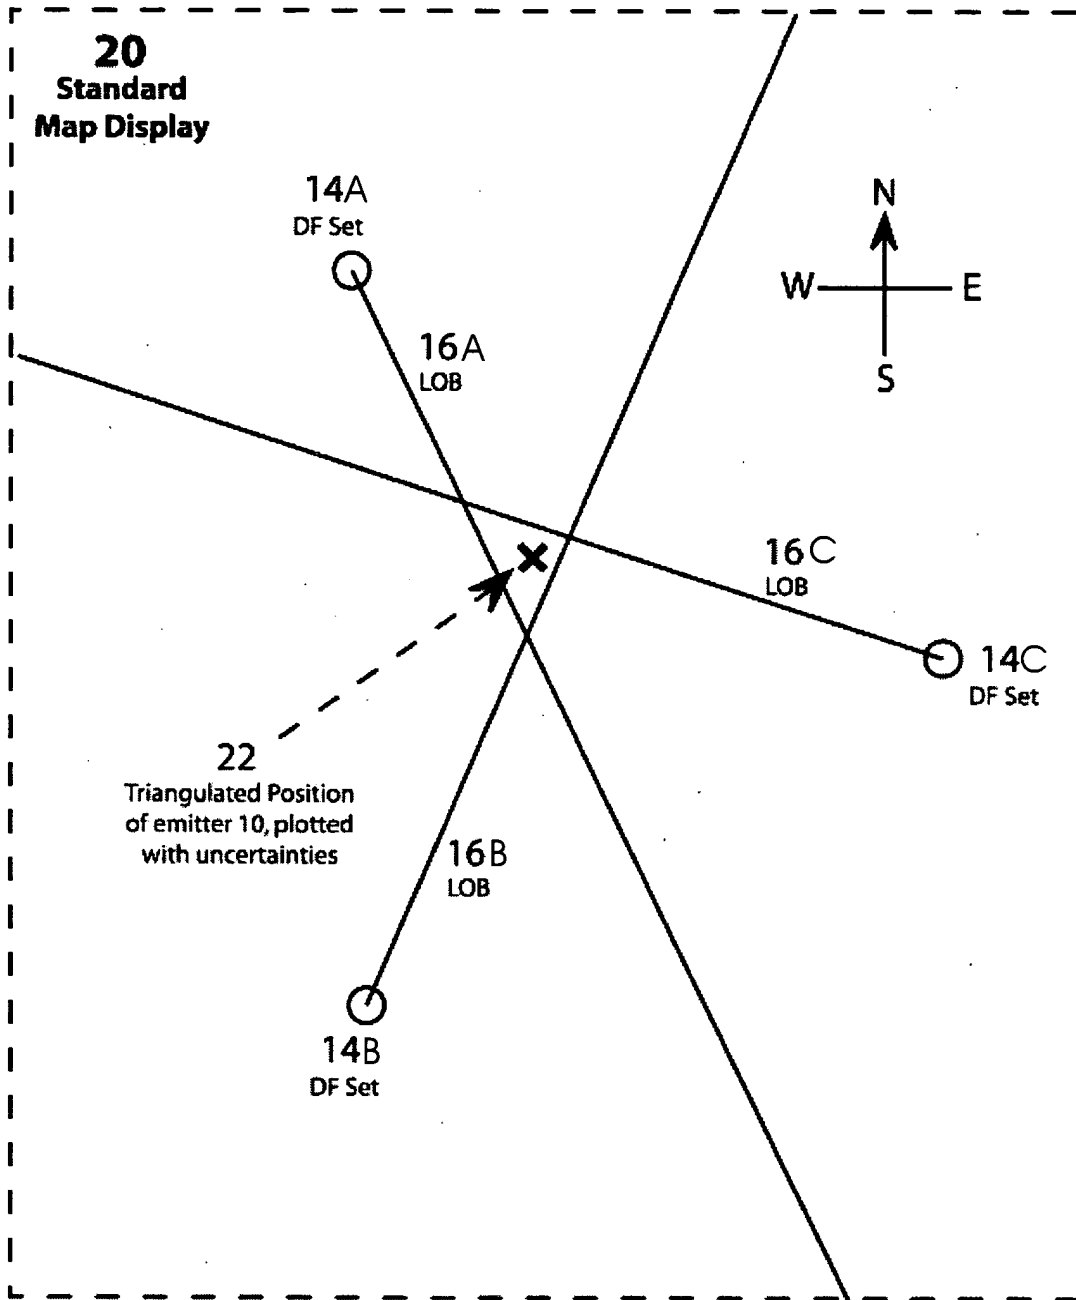 20
Standard
Map Display
14A
DF Set
N
W
E
S
16A
LOB
16C
LOB
14C
DF Set
22
Triangulated Position
of emitter 10, plotted
with uncertainties
16B
LOB
14B
DF Set